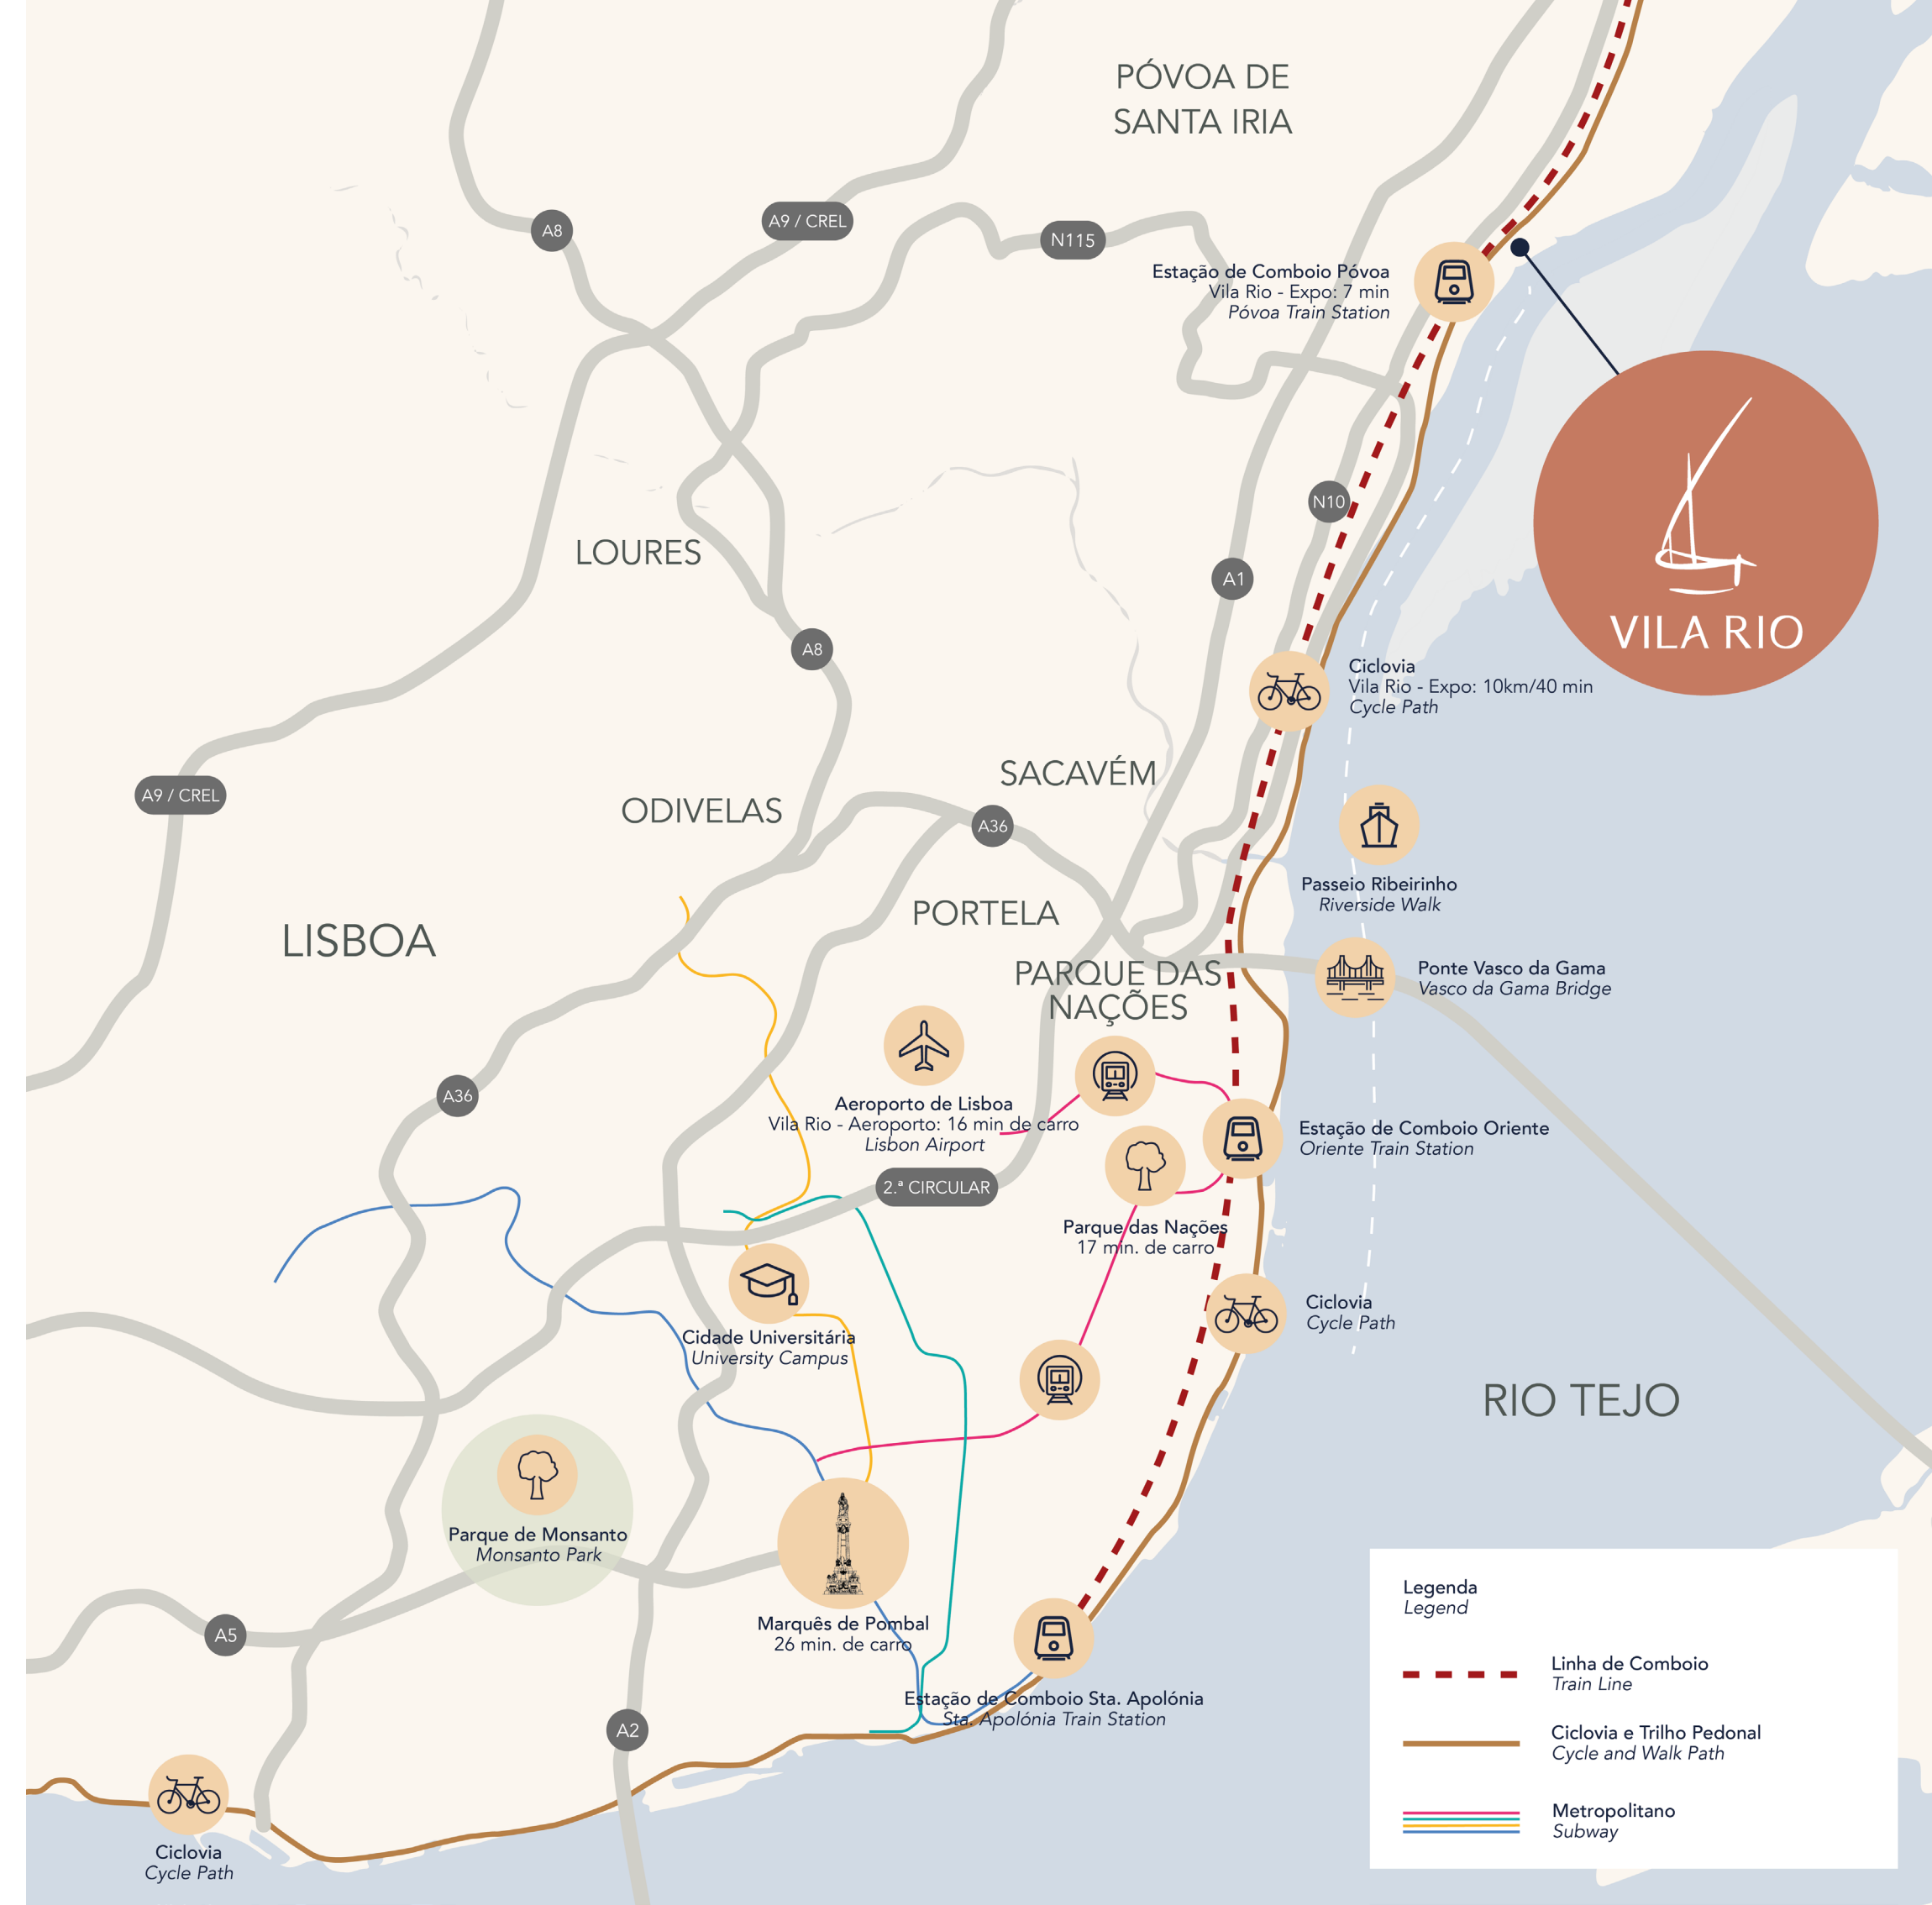 PÓVOA DE
SANTA IRIA
A8
A9 / CREL
N115
Estação de Comboio Póvoa
Vila Rio - Expo: 7 min
Póvoa Train Station
VILA RIO
N10
LOURES
A1
A8
Ciclovia
Vila Rio - Expo: 10km/40 min
Cycle Path
SACAVÉM
A9 / CREL
ODIVELAS
A36
Passeio Ribeirinho
Riverside Walk
PORTELA
LISBOA
PARQUE DAS
NAÇÕES
Ponte Vasco da Gama
Vasco da Gama Bridge
A36
Aeroporto de Lisboa
Vila Rio - Aeroporto: 16 min de carro
Lisbon Airport
Estação de Comboio Oriente
Oriente Train Station
2.ª CIRCULAR
Parque das Nações
17 min. de carro
Ciclovia
Cycle Path
Cidade Universitária
University Campus
RIO TEJO
Parque de Monsanto
Monsanto Park
Marquês de Pombal
26 min. de carro
A5
Estação de Comboio Sta. Apolónia
Sta. Apolónia Train Station
A2
Ciclovia
Cycle Path
Legenda
Legend
Linha de Comboio
Train Line
Ciclovia e Trilho Pedonal
Cycle and Walk Path
Metropolitano
Subway